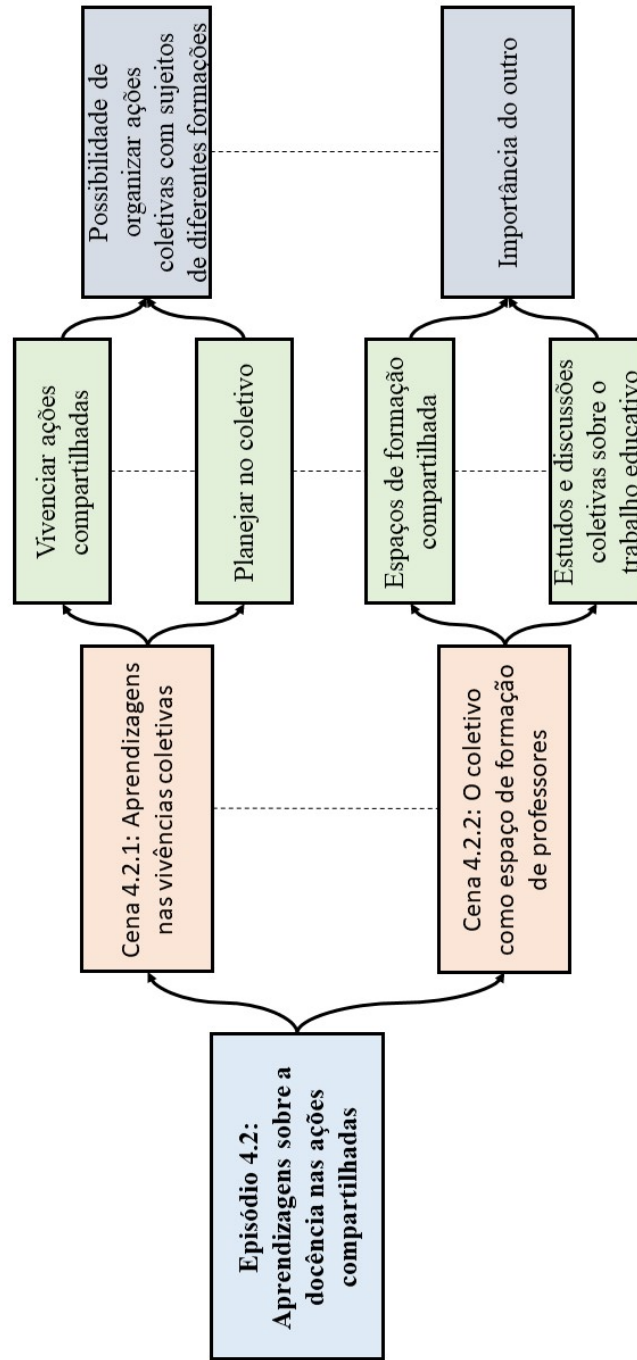 Episódio 4.2:
Aprendizagens sobre a
docência nas ações
compartilhadas
Cena 4.2.1: Aprendizagens
nas vivências coletivas
Cena 4.2.2: O coletivo
como espaço de formação
de professores
Vivenciar ações
compartilhadas
Planejar no coletivo
Espaços de formação
compartilhada
Estudos e discussões
coletivas sobre o
trabalho educativo
Possibilidade de
organizar ações
coletivas com sujeitos
de diferentes formações
Importância do outro